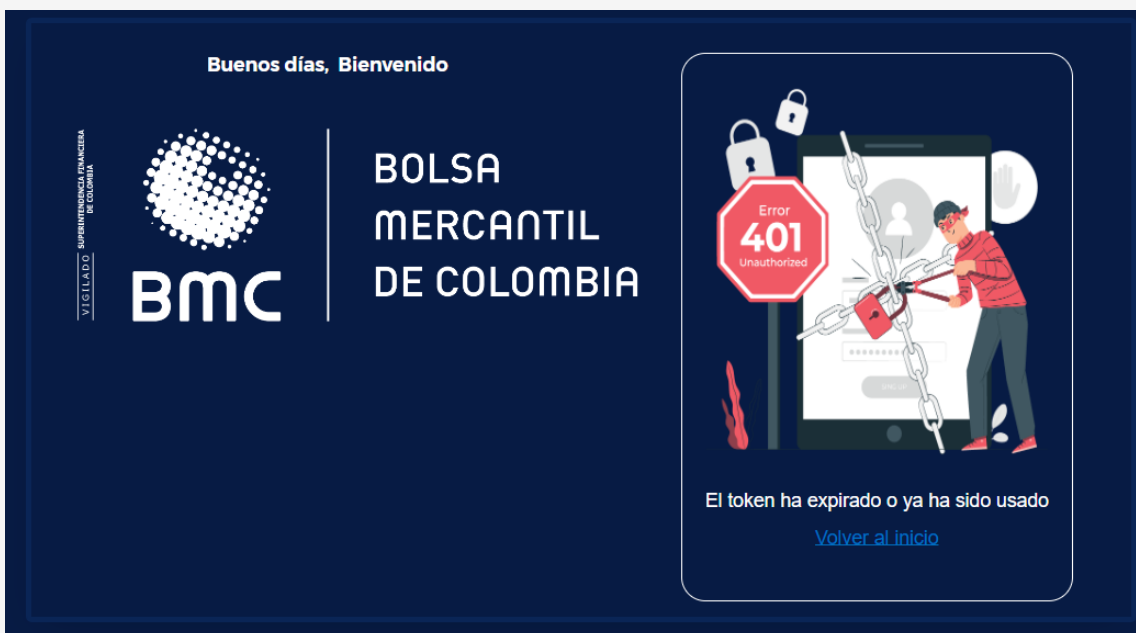 Buenos días, Bienvenido
VIGILADO SUPERINTENDENCIA FINANCIERA
DE COLOMBIA
BMC
BOLSA
MERCANTIL
DE COLOMBIA
Error
401
Unauthorized
El token ha expirado o ya ha sido usado
Volver al inicio